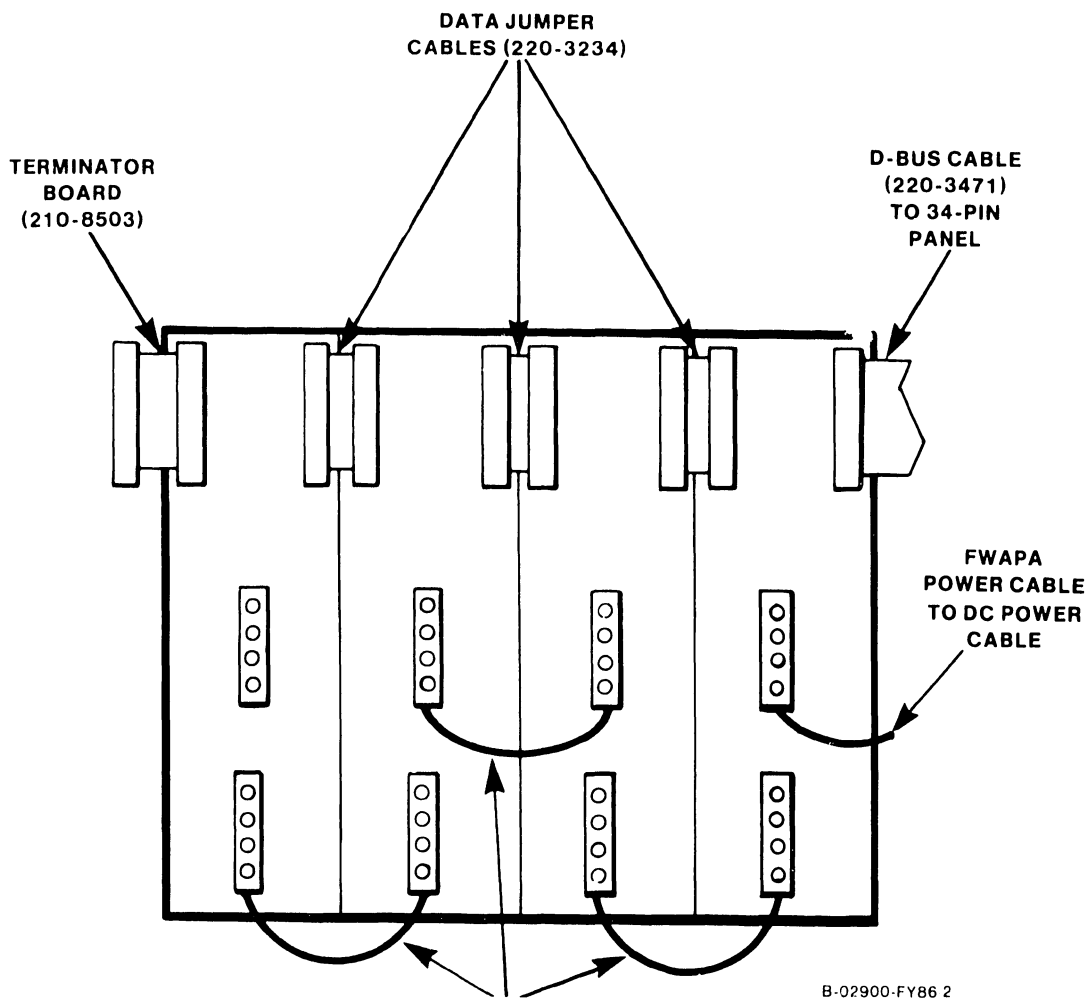 DATA JUMPER
CABLES (220-3234)
TERMINATOR
BOARD
(210-8503)
D-BUS CABLE
(220-3471)
TO 34-PIN
PANEL
FWAPA
POWER CABLE
TO DC POWER
CABLE
B-02900-FY86 2